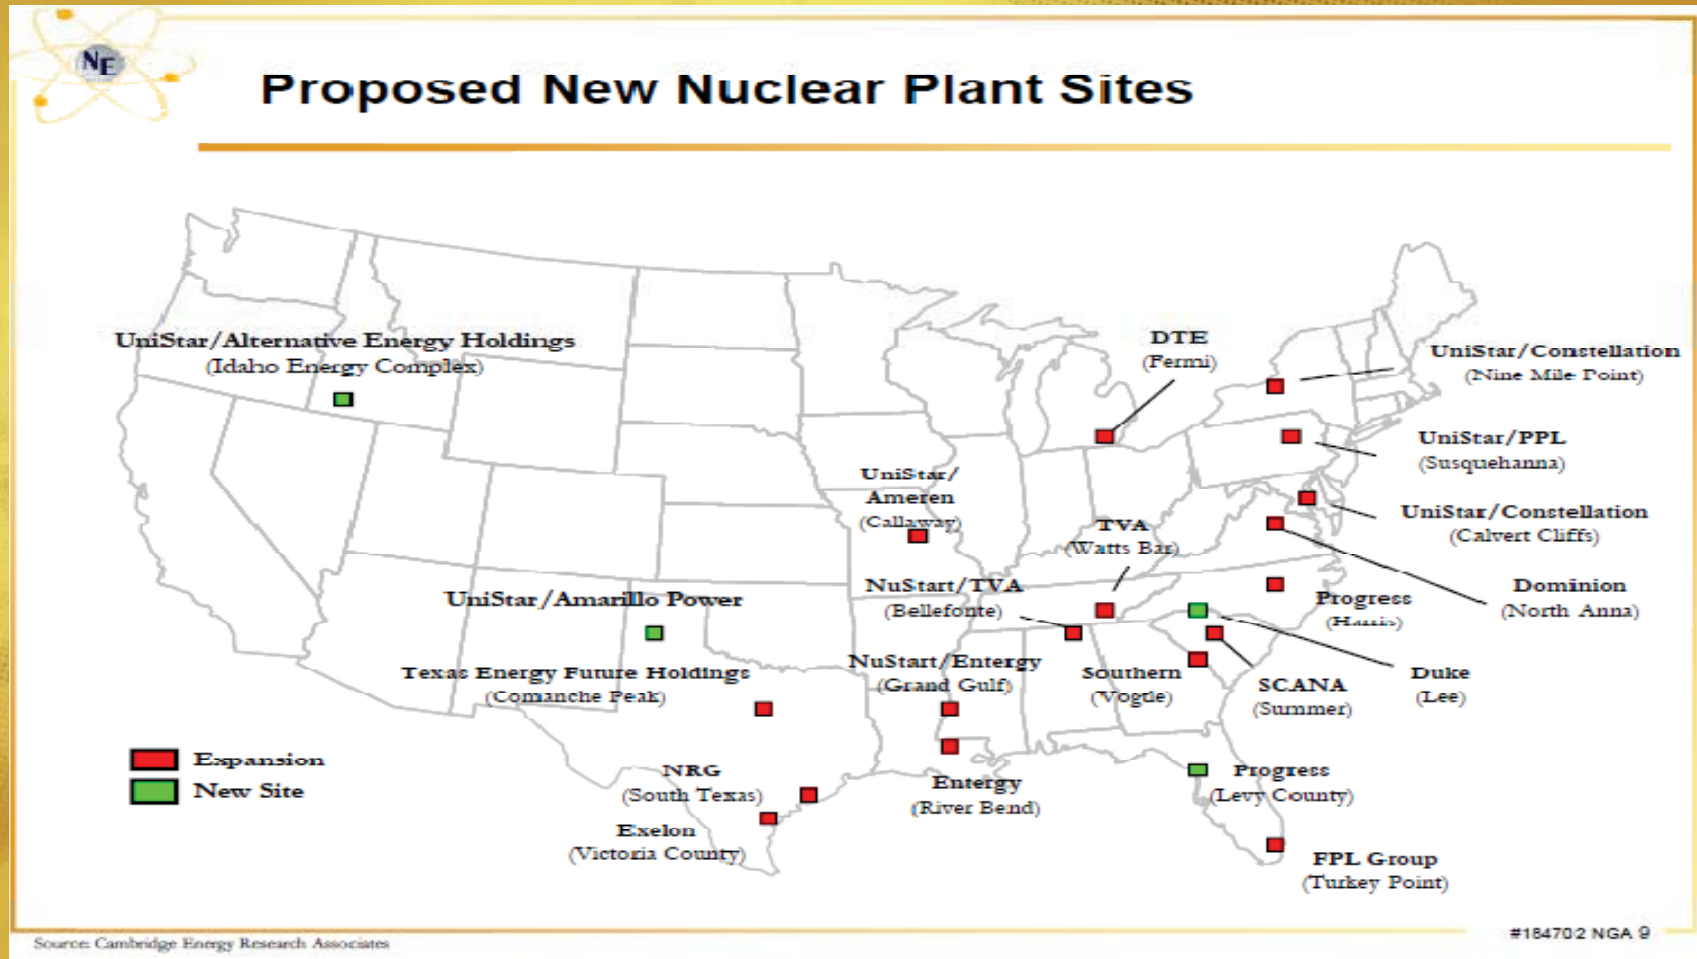 NE
Proposed New Nuclear Plant Sites
UniStar/Alternative Energy Holdings
(Idaho Energy Complex)
DTE
(Fermi)
UniStar/Constellation
(Nine Mile Point)
UniStar/PPL
(Susquehanna)
UniStar/
Ameren
(Callaway)
UniStar/Constellation
(Calvert Cliffs)
TVA
(Watts Bar)
NuStart/TVA
(Bellefonte)
Dominion
(North Anna)
Progress
(Harris)
UniStar/Amarillo Power
Texas Energy Future Holdings
(Comanche Peak)
NuStart/Entergy
(Grand Gulf)
Southern
(Vogtle)
SCANA
(Summer)
Duke
(Lee)
Expansion
New Site
NRG
(South Texas)
Exelon
(Victoria County)
Entergy
(River Bend)
Progress
(Levy County)
FPL Group
(Turkey Point)
Source: Cambridge Energy Research Associates
#184702 NGA 9